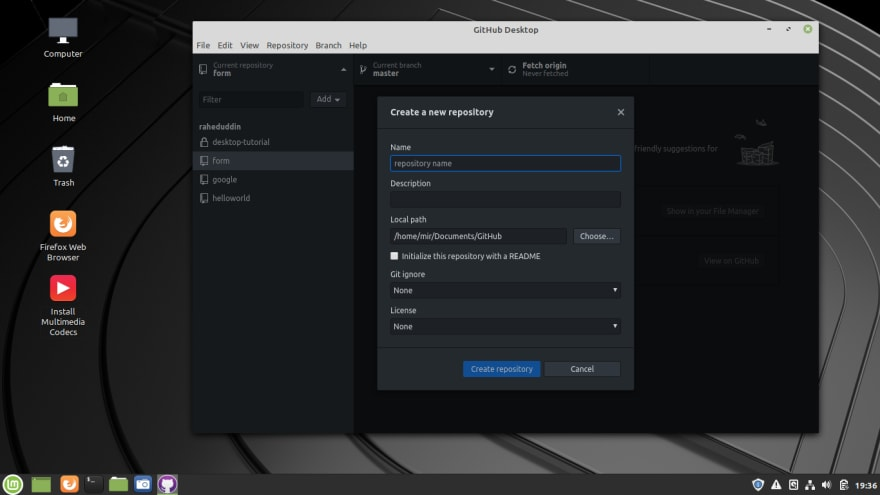 GitHub Desktop
File Edit View Repository Branch Help
Computer
Home
Trash
Firefox Web
Browser
Install
Multimedia
Codecs
Current repository
form
Current branch
master
Fetch origin
Never fetched
Filter
Add
raheduddin
desktop-tutorial
form
google
helloworld
friendly suggestions for
Show in your File Manager
View on GitHub
Create a new repository
Name
repository name
Description
Local path
/home/mir/Documents/GitHub
Choose...
Initialize this repository with a README
Git ignore
None
License
None
Create repository
Cancel
19:36